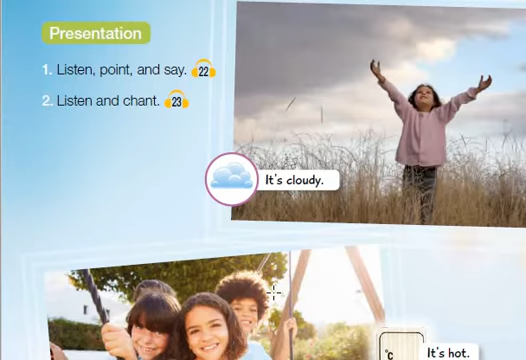 Presentation
1. Listen, point, and say. 22
2. Listen and chant. 23
It's cloudy.
It's hot.
°C